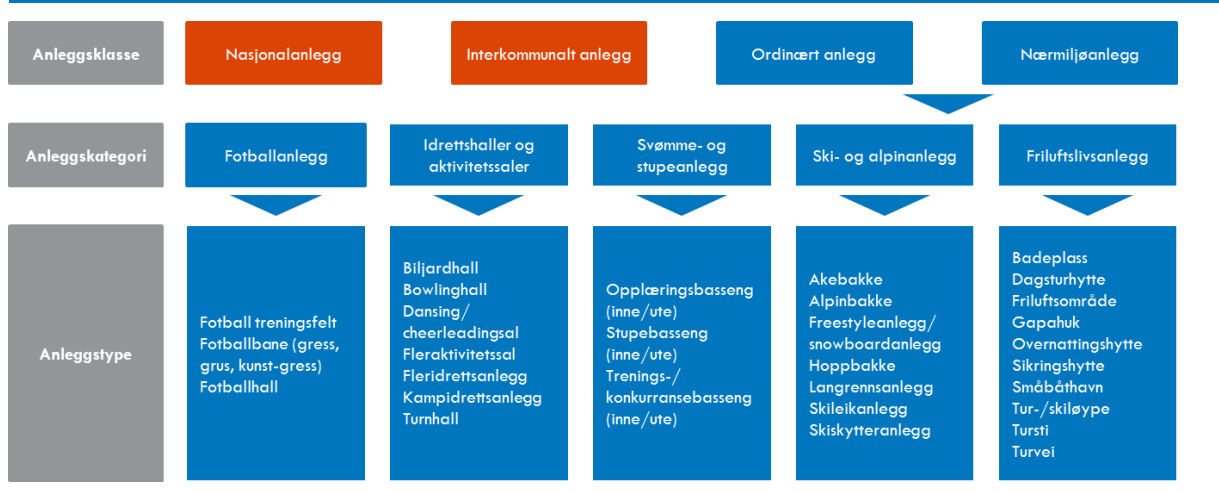 Anleggsklasse
Nasjonalanlegg
Interkommunalt anlegg
Ordinært anlegg
Nærmiljøanlegg
Anleggskategori
Fotballanlegg
Idrettshaller og
aktivitetssaler
Svømme- og
stupeanlegg
Ski- og alpinanlegg
Friluftslivsanlegg
Anleggstype
Fotball treningsfelt
Fotballbane (gress,
grus, kunst-gress)
Fotballhall
Biljardhall
Bowlinghall
Dansing/
cheerleadingsal
Fleraktivitetssal
Fleridrettsanlegg
Kampidrettsanlegg
Turnhall
Opplæringsbasseng
(inne/ute)
Stupebasseng
(inne/ute)
Trenings-/
konkurransebasseng
(inne/ute)
Akebakke
Alpinbakke
Freestyleanlegg/
snowboardanlegg
Hoppbakke
Langrennsanlegg
Skileikanlegg
Skiskytteranlegg
Badeplass
Dagsturhytte
Friluftsområde
Gapahuk
Overnattingshytte
Sikringshytte
Småbåthavn
Tur-/skiløype
Tursti
Turvei